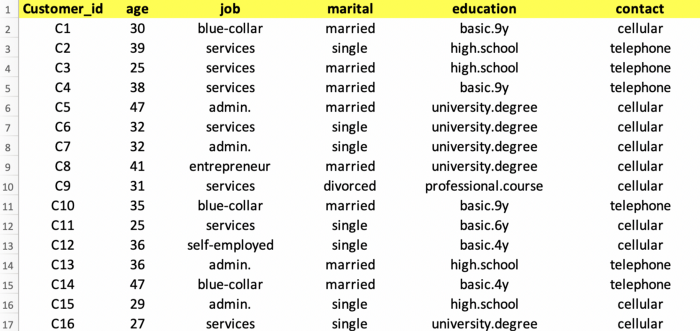 1 Customer_id age job marital education contact
2 C1 30 blue-collar married basic.9y cellular
3 C2 39 services single high.school telephone
4 C3 25 services married high.school telephone
5 C4 38 services married basic.9y telephone
6 C5 47 admin. married university.degree cellular
7 C6 32 services single university.degree cellular
8 C7 32 admin. single university.degree cellular
9 C8 41 entrepreneur married university.degree cellular
10 C9 31 services divorced professional.course cellular
11 C10 35 blue-collar married basic.9y telephone
12 C11 25 services single basic.6y cellular
13 C12 36 self-employed single basic.4y cellular
14 C13 36 admin. married high.school telephone
15 C14 47 blue-collar married basic.4y telephone
16 C15 29 admin. single high.school cellular
17 C16 27 services single university.degree cellular